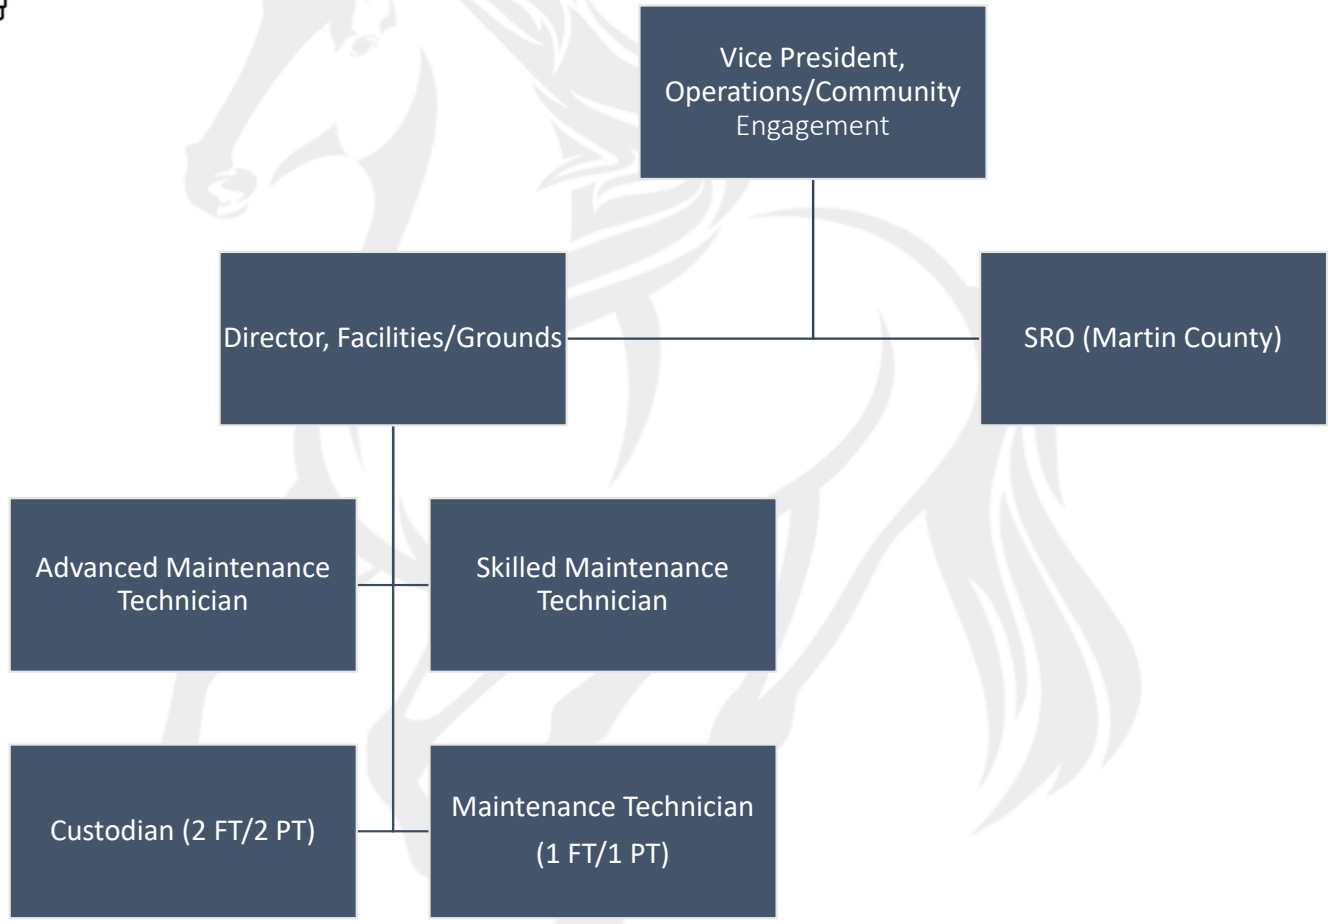 Vice President,
Operations/Community
Engagement
Director, Facilities/Grounds
SRO (Martin County)
Advanced Maintenance
Technician
Skilled Maintenance
Technician
Custodian (2 FT/2 PT)
Maintenance Technician
(1 FT/1 PT)